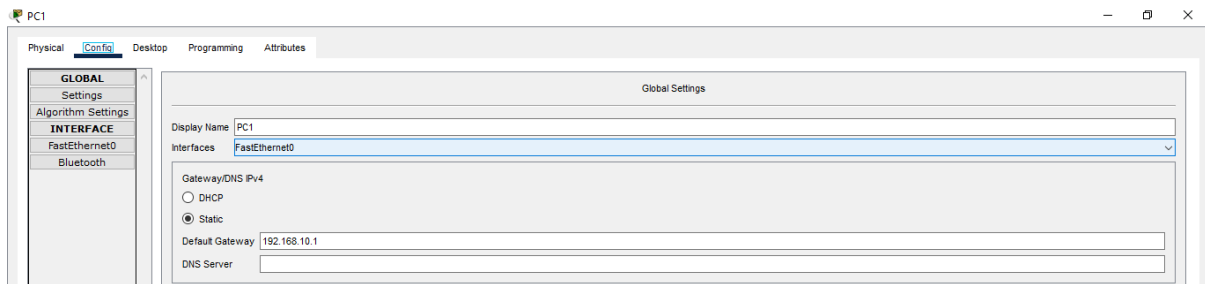 PC1
Physical Config Desktop Programming Attributes
GLOBAL
Settings
Algorithm Settings
INTERFACE
FastEthernet0
Bluetooth
Global Settings
Display Name PC1
Interfaces FastEthernet0
Gateway/DNS IPv4
DHCP
Static
Default Gateway 192.168.10.1
DNS Server